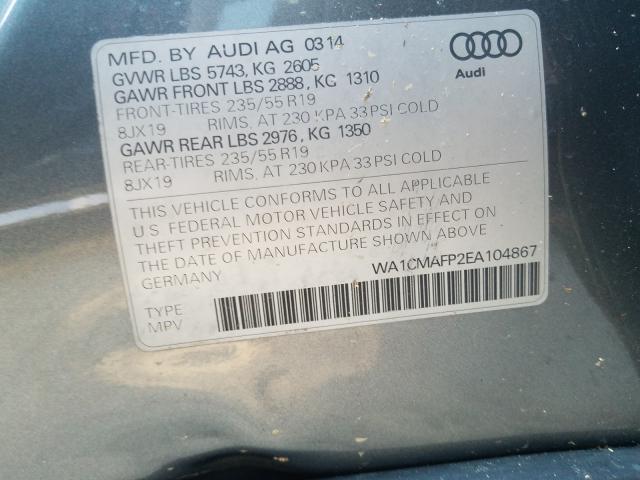 MFD. BY AUDI AG 03 14
GVWR LBS 5743, KG 2605
GAWR FRONT LBS 2888, KG 1310
FRONT-TIRES 235/55 R19
8JX19 RIMS, AT 230 KPA 33 PSI COLD
GAWR REAR LBS 2976, KG 1350
REAR-TIRES 235/55 R19
8JX19 RIMS, AT 230 KPA 33 PSI COLD
Audi
THIS VEHICLE CONFORMS TO ALL APPLICABLE
U S FEDERAL MOTOR VEHICLE SAFETY AND
THEFT PREVENTION STANDARDS IN EFFECT ON
THE DATE OF MANUFACTURE SHOWN ABOVE
GERMANY WA1CMAFP2EA104867
TYPE
MPV